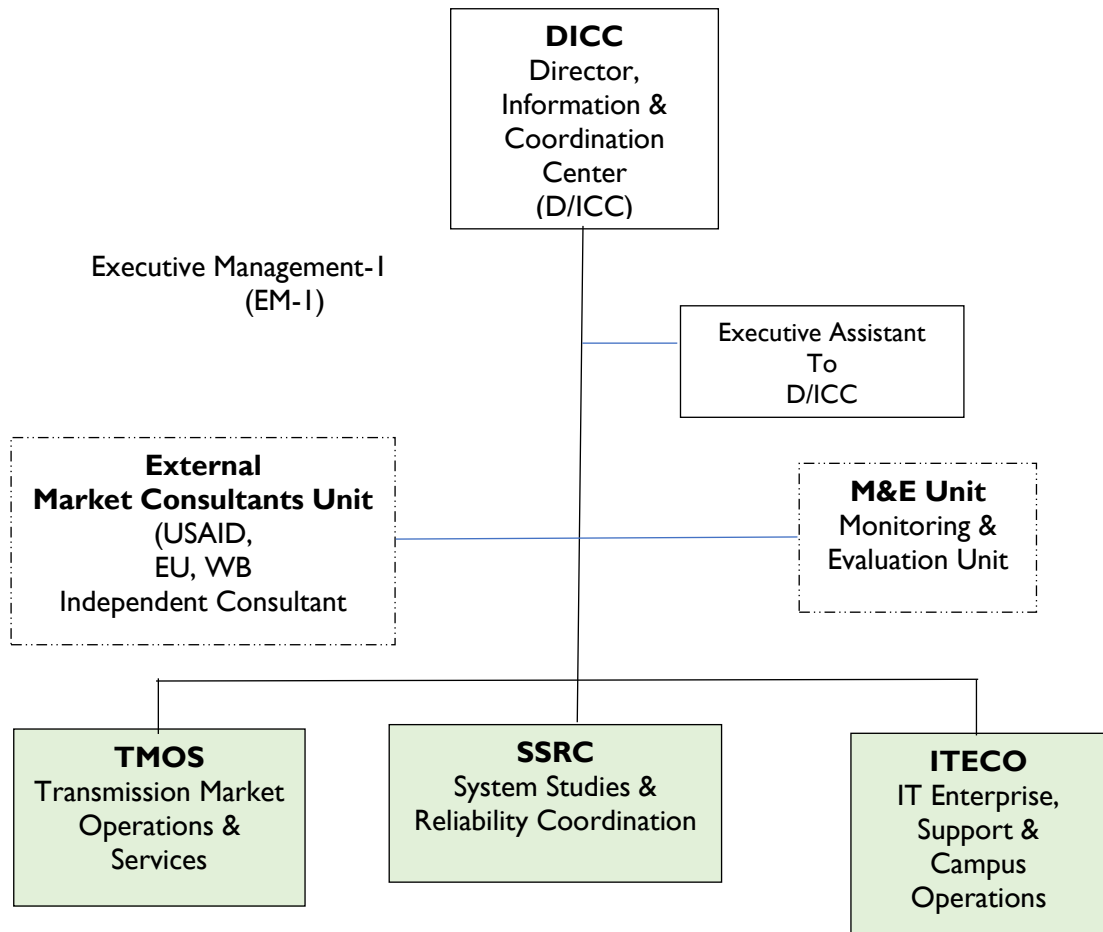 DICC
Director,
Information &
Coordination
Center
(D/ICC)
Executive Management-1
(EM-1)
Executive Assistant
To
D/ICC
External
Market Consultants Unit
(USAID,
EU, WB
Independent Consultant
M&E Unit
Monitoring &
Evaluation Unit
TMOS
Transmission Market
Operations &
Services
SSRC
System Studies &
Reliability Coordination
ITECO
IT Enterprise,
Support &
Campus
Operations